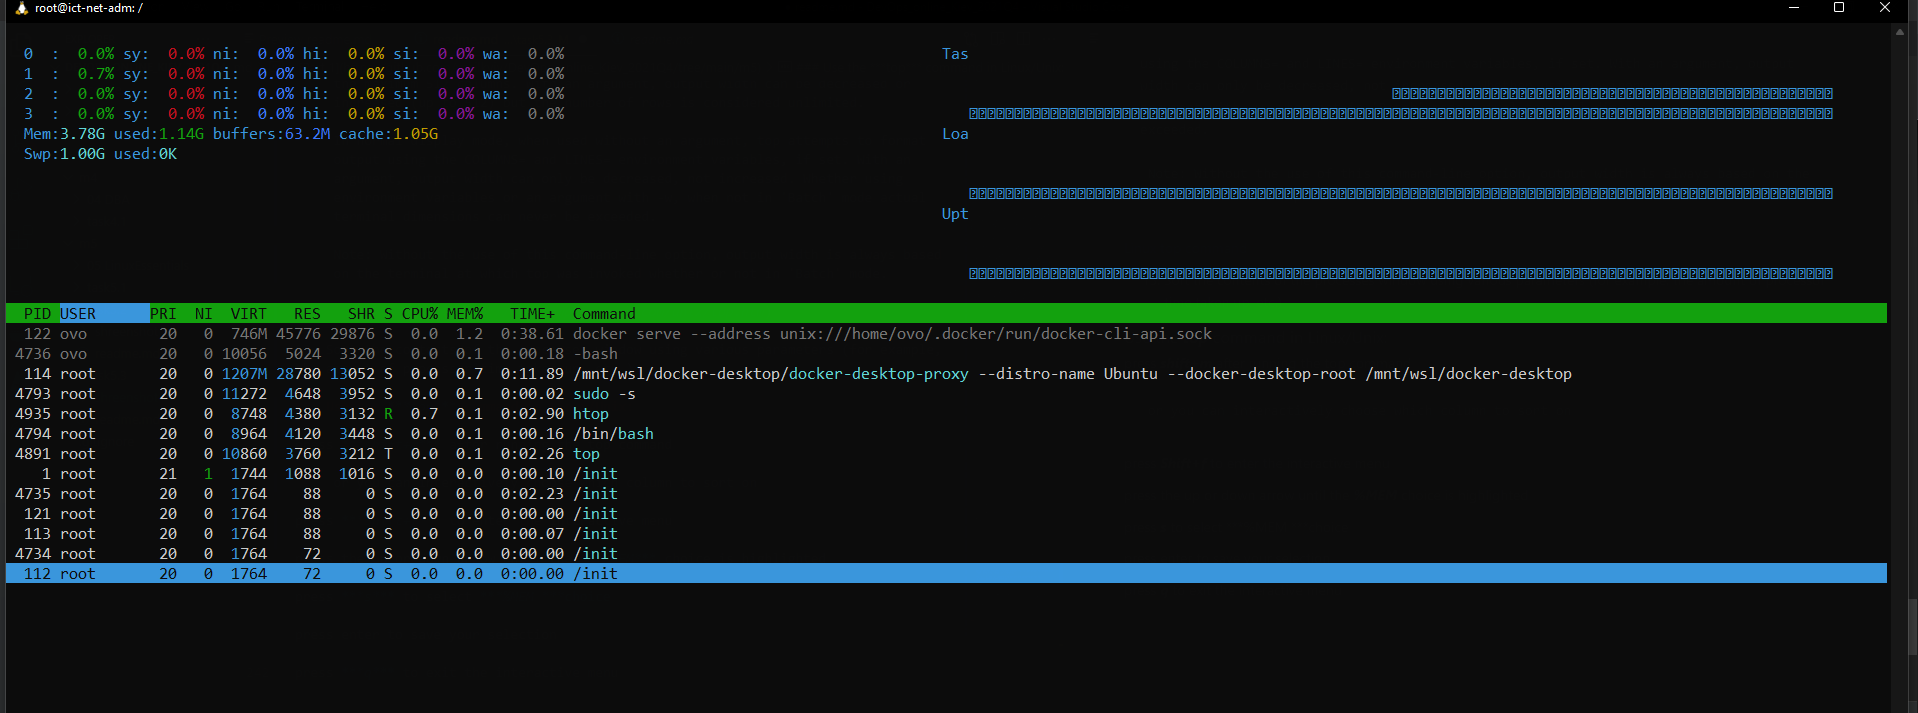 root@ict-net-adm: /
0  :  0.0% sy:  0.0% ni:  0.0% hi:  0.0% si:  0.0% wa:  0.0%
Tas
1  :  0.7% sy:  0.0% ni:  0.0% hi:  0.0% si:  0.0% wa:  0.0%
2  :  0.0% sy:  0.0% ni:  0.0% hi:  0.0% si:  0.0% wa:  0.0%
3  :  0.0% sy:  0.0% ni:  0.0% hi:  0.0% si:  0.0% wa:  0.0%
Mem:3.78G used:1.14G buffers:63.2M cache:1.05G
Loa
Swp:1.00G used:0K
Upt
PID USER PRI NI VIRT RES SHR S CPU% MEM% TIME+ Command
122 ovo 20 0 746M 45776 29876 S 0.0 1.2 0:38.61 docker serve --address unix:///home/ovo/.docker/run/docker-cli-api.sock
4736 ovo 20 0 10056 5024 3320 S 0.0 0.1 0:00.18 -bash
114 root 20 0 1207M 28780 13052 S 0.0 0.7 0:11.89 /mnt/wsl/docker-desktop/docker-desktop-proxy --distro-name Ubuntu --docker-desktop-root /mnt/wsl/docker-desktop
4793 root 20 0 11272 4648 3952 S 0.0 0.1 0:00.02 sudo -s
4935 root 20 0 8748 4380 3132 R 0.7 0.1 0:02.90 htop
4794 root 20 0 8964 4120 3448 S 0.0 0.1 0:00.16 /bin/bash
4891 root 20 0 10860 3760 3212 T 0.0 0.1 0:02.26 top
1 root 21 1 1744 1088 1016 S 0.0 0.0 0:00.10 /init
4735 root 20 0 1764 88 0 S 0.0 0.0 0:02.23 /init
121 root 20 0 1764 88 0 S 0.0 0.0 0:00.00 /init
113 root 20 0 1764 88 0 S 0.0 0.0 0:00.07 /init
4734 root 20 0 1764 72 0 S 0.0 0.0 0:00.00 /init
112 root 20 0 1764 72 0 S 0.0 0.0 0:00.00 /init